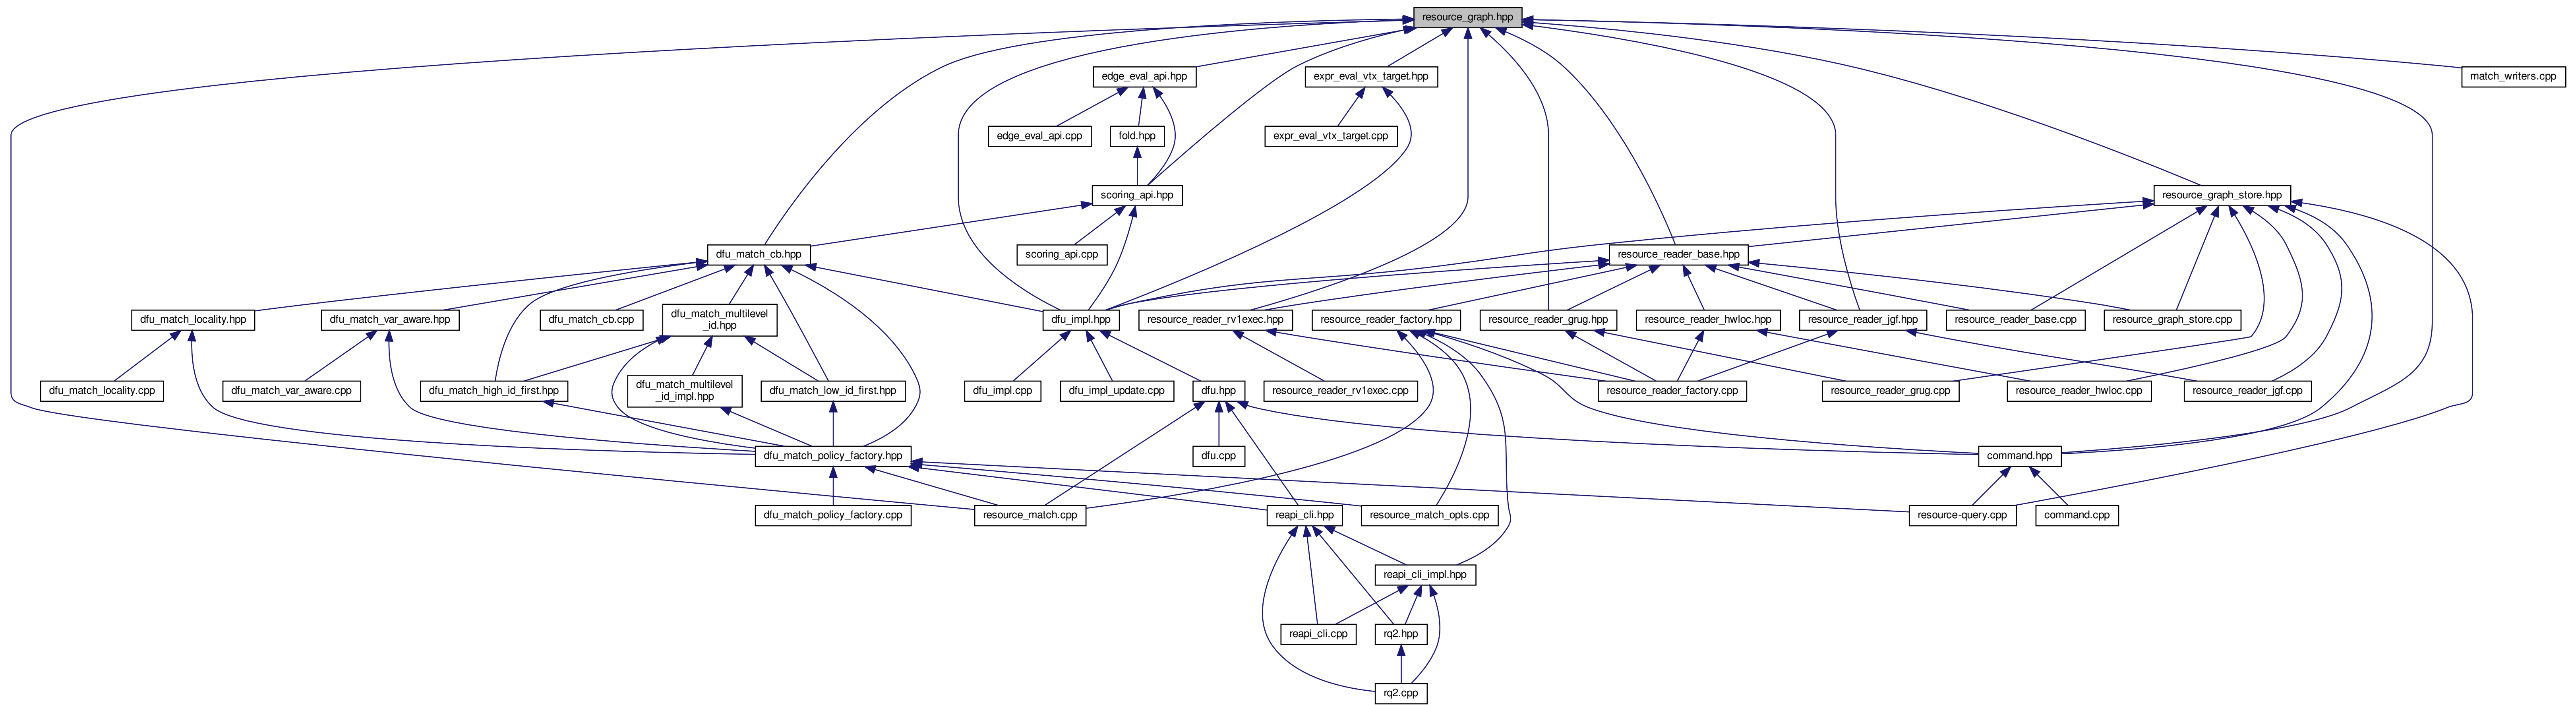 resource_graph.hpp
edge_eval_api.hpp
expr_eval_vtx_target.hpp
match_writers.cpp
edge_eval_api.cpp
fold.hpp
expr_eval_vtx_target.cpp
scoring_api.hpp
resource_graph_store.hpp
dfu_match_cb.hpp
scoring_api.cpp
resource_reader_base.hpp
dfu_match_locality.hpp
dfu_match_var_aware.hpp
dfu_match_cb.cpp
dfu_match_multilevel
_id.hpp
dfu_impl.hpp
resource_reader_rv1exec.hpp
resource_reader_factory.hpp
resource_reader_grug.hpp
resource_reader_hwloc.hpp
resource_reader_jgf.hpp
resource_reader_base.cpp
resource_graph_store.cpp
dfu_match_locality.cpp
dfu_match_var_aware.cpp
dfu_match_high_id_first.hpp
dfu_match_multilevel
_id_impl.hpp
dfu_match_low_id_first.hpp
dfu_impl.cpp
dfu_impl_update.cpp
dfu.hpp
resource_reader_rv1exec.cpp
resource_reader_factory.cpp
resource_reader_grug.cpp
resource_reader_hwloc.cpp
resource_reader_jgf.cpp
dfu_match_policy_factory.hpp
dfu.cpp
command.hpp
dfu_match_policy_factory.cpp
resource_match.cpp
reapi_cli.hpp
resource_match_opts.cpp
resource-query.cpp
command.cpp
reapi_cli_impl.hpp
reapi_cli.cpp
rq2.hpp
rq2.cpp